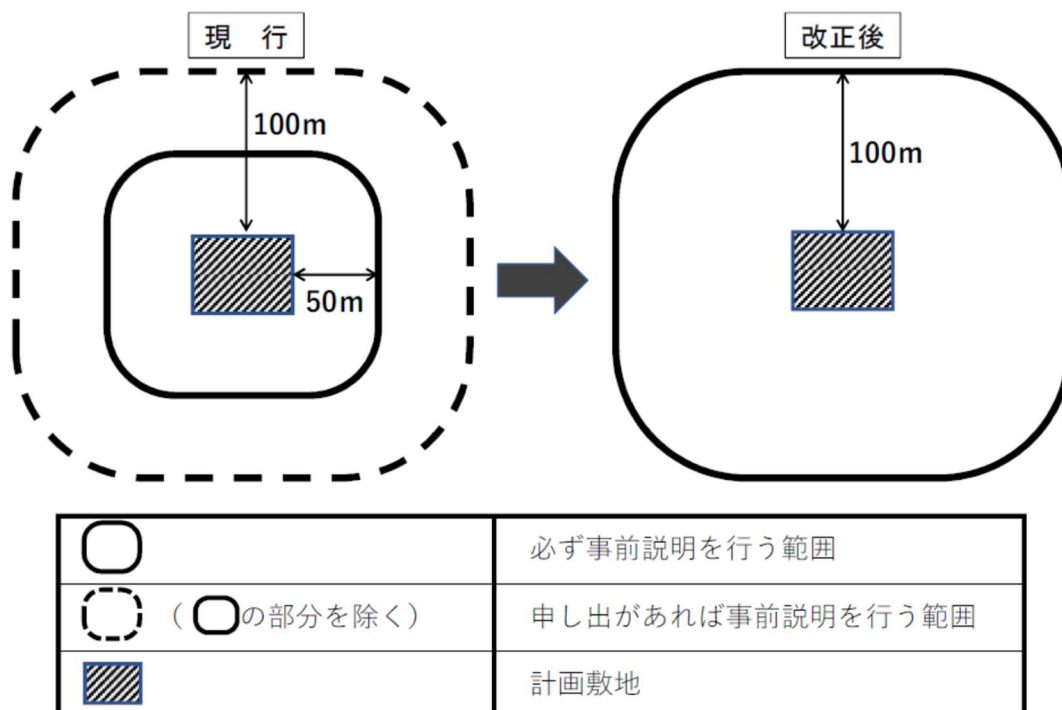 現　行
改正後
100m
50m
100m
必ず事前説明を行う範囲
（　の部分を除く）
申し出があれば事前説明を行う範囲
計画敷地